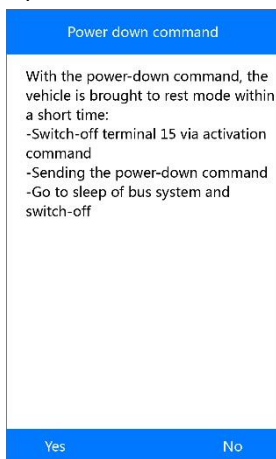 Power down command
With the power-down command, the
vehicle is brought to rest mode within
a short time:
-Switch-off terminal 15 via activation
command
-Sending the power-down command
-Go to sleep of bus system and
switch-off
Yes No